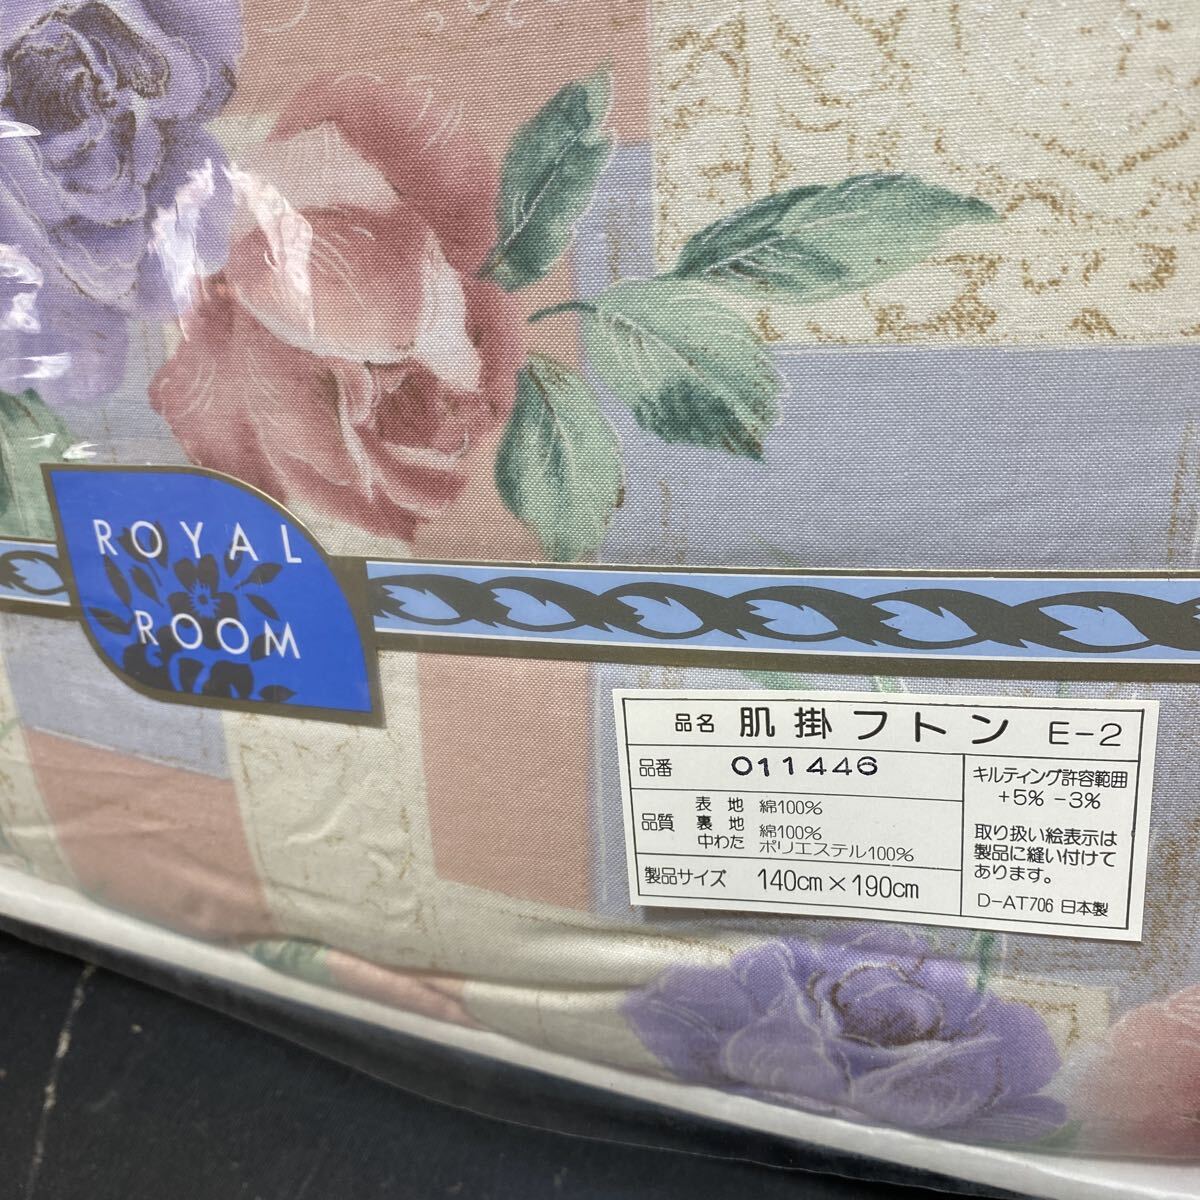 ROYAL
ROOM
品名 肌掛フトン E-2
品番 011446
品質
表地 綿100%
裏地 綿100%
中わた ポリエステル100%
製品サイズ 140cm×190cm
キルティング許容範囲
+5% -3%
取り扱い絵表示は
製品に縫い付けて
あります。
D-AT706 日本製